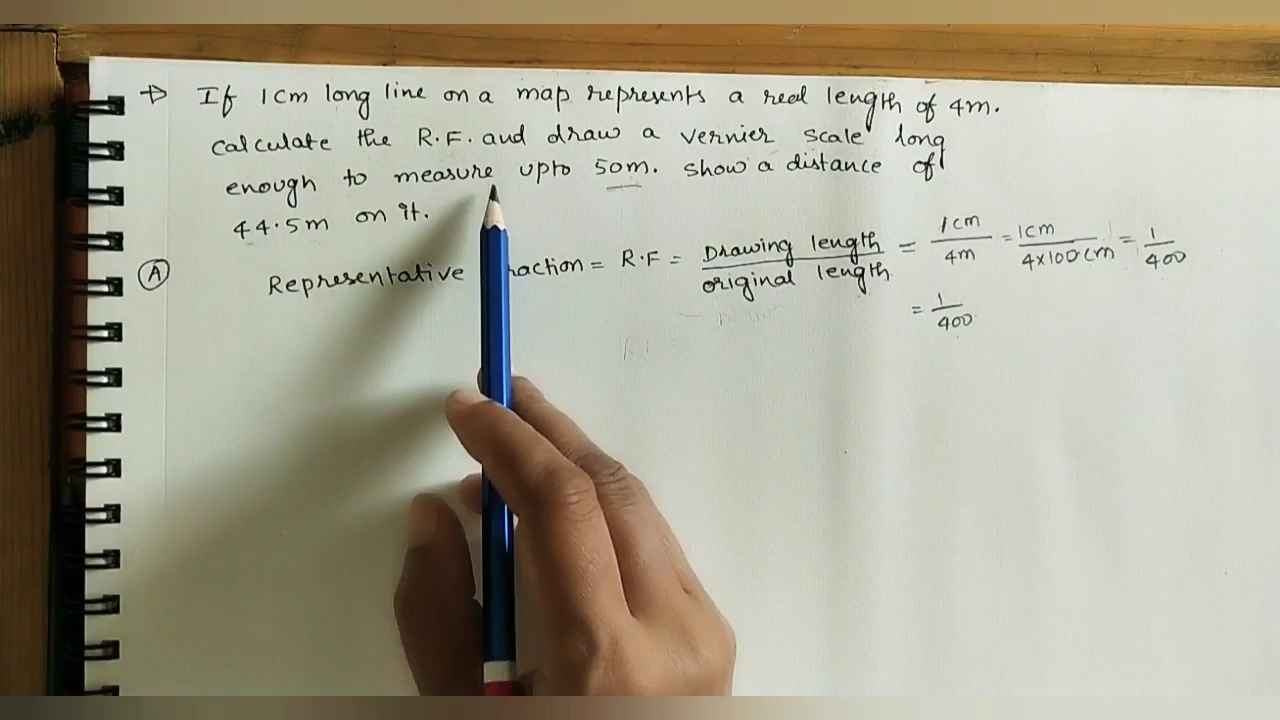 → If 1cm long line on a map represents a real length of 4m.
calculate the R.F. and draw a vernier scale long
enough to measure upto 50m. show a distance of
44.5m on it.
A Representative raction = R.F = Drawing length / original length = 1cm / 4m = 1cm / 4x100cm = 1 / 400
= 1 / 400